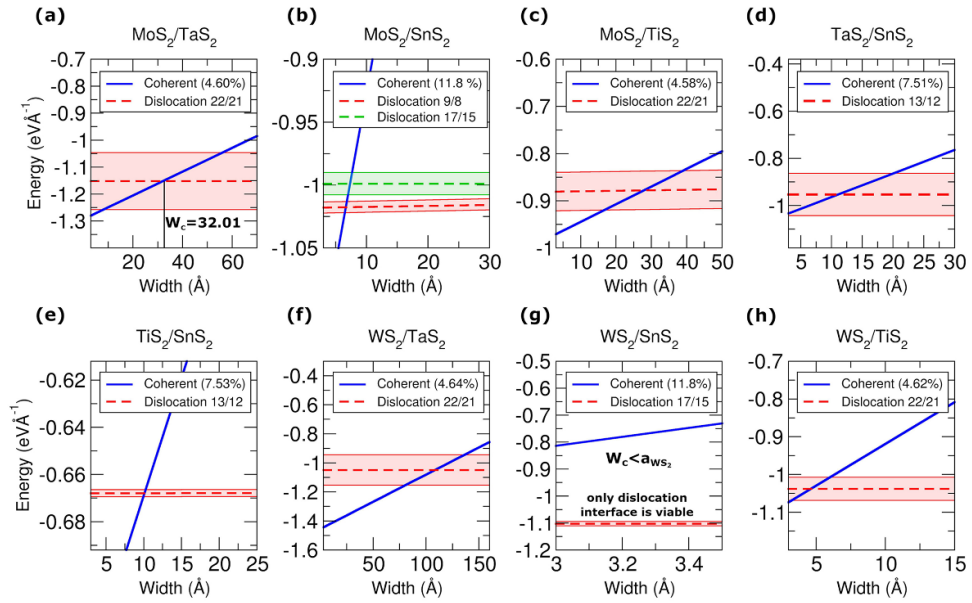 (a)
MoS2/TaS2
-0.7
-0.8
-0.9
-1
-1.1
-1.2
-1.3
Energy (eVÅ-1)
Coherent (4.60%)
Dislocation 22/21
Wc=32.01
20 40 60
Width (Å)
(b)
MoS2/SnS2
-0.9
-0.95
-1
-1.05
Coherent (11.8 %)
Dislocation 9/8
Dislocation 17/15
10 20 30
Width (Å)
(c)
MoS2/TiS2
-0.6
-0.7
-0.8
-0.9
-1
Coherent (4.58%)
Dislocation 22/21
10 20 30 40 50
Width (Å)
(d)
TaS2/SnS2
-0.4
-0.6
-0.8
-1
Coherent (7.51%)
Dislocation 13/12
5 10 15 20 25 30
Width (Å)
(e)
TiS2/SnS2
-0.62
-0.64
-0.66
-0.68
Energy (eVÅ-1)
Coherent (7.53%)
Dislocation 13/12
5 10 15 20 25
Width (Å)
(f)
WS2/TaS2
-0.4
-0.6
-0.8
-1
-1.2
-1.4
-1.6
Coherent (4.64%)
Dislocation 22/21
50 100 150
Width (Å)
(g)
WS2/SnS2
-0.5
-0.6
-0.7
-0.8
-0.9
-1
-1.1
-1.2
Coherent (11.8%)
Dislocation 17/15
Wc<aWS2
only dislocation
interface is viable
3 3.2 3.4
Width (Å)
(h)
WS2/TiS2
-0.7
-0.8
-0.9
-1
-1.1
Coherent (4.62%)
Dislocation 22/21
5 10 15
Width (Å)